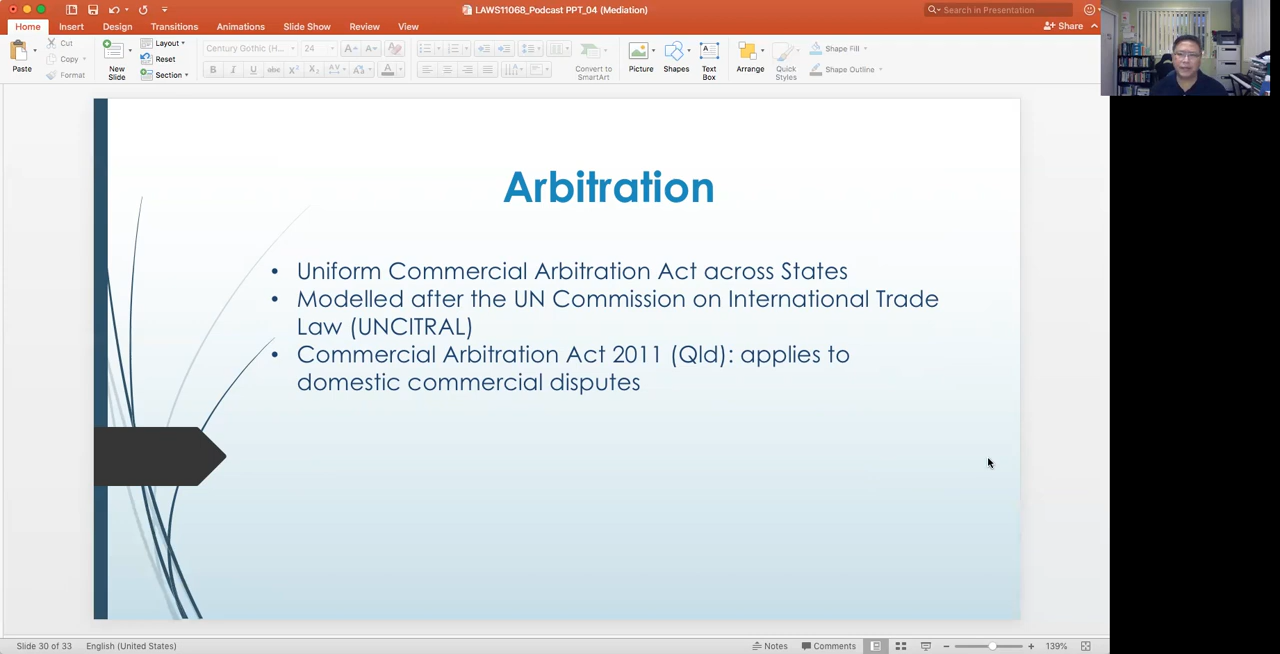 LAWS11068_Podcast PPT_04 (Mediation)
Search in Presentation
Home Insert Design Transitions Animations Slide Show Review View
Share
Paste
Cut
Copy
Format
New Slide
Layout
Reset
Section
Century Gothic (H... 24
Convert to SmartArt
Picture
Shapes
Text Box
Arrange
Quick Styles
Shape Fill
Shape Outline
Arbitration
• Uniform Commercial Arbitration Act across States
• Modelled after the UN Commission on International Trade
Law (UNCITRAL)
• Commercial Arbitration Act 2011 (Qld): applies to
domestic commercial disputes
Slide 30 of 33 English (United States) Notes Comments 139%